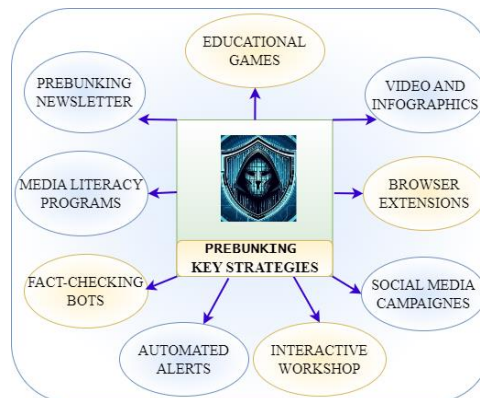 EDUCATIONAL
GAMES
PREBUNKING
NEWSLETTER
VIDEO AND
INFOGRAPHICS
MEDIA LITERACY
PROGRAMS
BROWSER
EXTENSIONS
PREBUNKING
KEY STRATEGIES
FACT-CHECKING
BOTS
SOCIAL MEDIA
CAMPAIGNES
AUTOMATED
ALERTS
INTERACTIVE
WORKSHOP